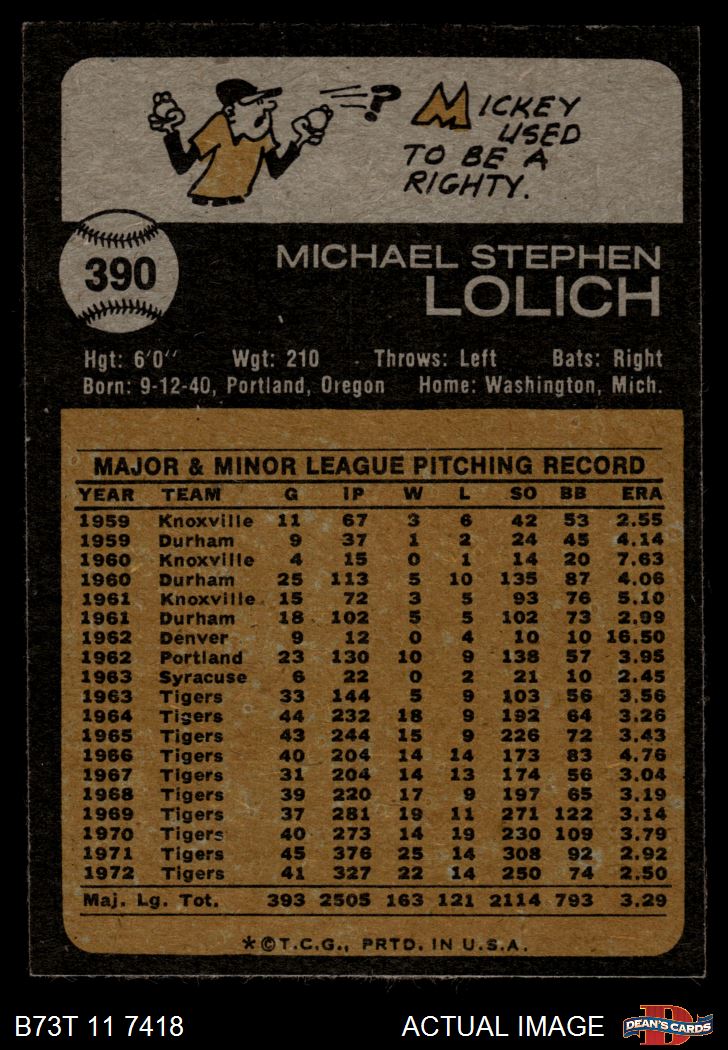 ?
MICKEY
USED
TO BE A
RIGHTY.
390
MICHAEL STEPHEN
LOLICH
Hgt: 6'0" Wgt: 210 Throws: Left Bats: Right
Born: 9-12-40, Portland, Oregon Home: Washington, Mich.
MAJOR & MINOR LEAGUE PITCHING RECORD
YEAR TEAM G IP W L SO BB ERA
1959 Knoxville 11 67 3 6 42 53 2.55
1959 Durham 9 37 1 2 24 45 4.14
1960 Knoxville 4 15 0 1 14 20 7.63
1960 Durham 25 113 5 10 135 87 4.06
1961 Knoxville 15 72 3 5 93 76 5.10
1961 Durham 18 102 5 5 102 73 2.99
1962 Denver 9 12 0 4 10 10 16.50
1962 Portland 23 130 10 9 138 57 3.95
1963 Syracuse 6 22 0 2 21 10 2.45
1963 Tigers 33 144 5 9 103 56 3.56
1964 Tigers 44 232 18 9 192 64 3.26
1965 Tigers 43 244 15 9 226 72 3.43
1966 Tigers 40 204 14 14 173 83 4.76
1967 Tigers 31 204 14 13 174 56 3.04
1968 Tigers 39 220 17 9 197 65 3.19
1969 Tigers 37 281 19 11 271 122 3.14
1970 Tigers 40 273 14 19 230 109 3.79
1971 Tigers 45 376 25 14 308 92 2.92
1972 Tigers 41 327 22 14 250 74 2.50
Maj. Lg. Tot. 393 2505 163 121 2114 793 3.29
*©T.C.G., PRTD. IN U.S.A.
B73T 11 7418 ACTUAL IMAGE
D
DEAN'S CARDS